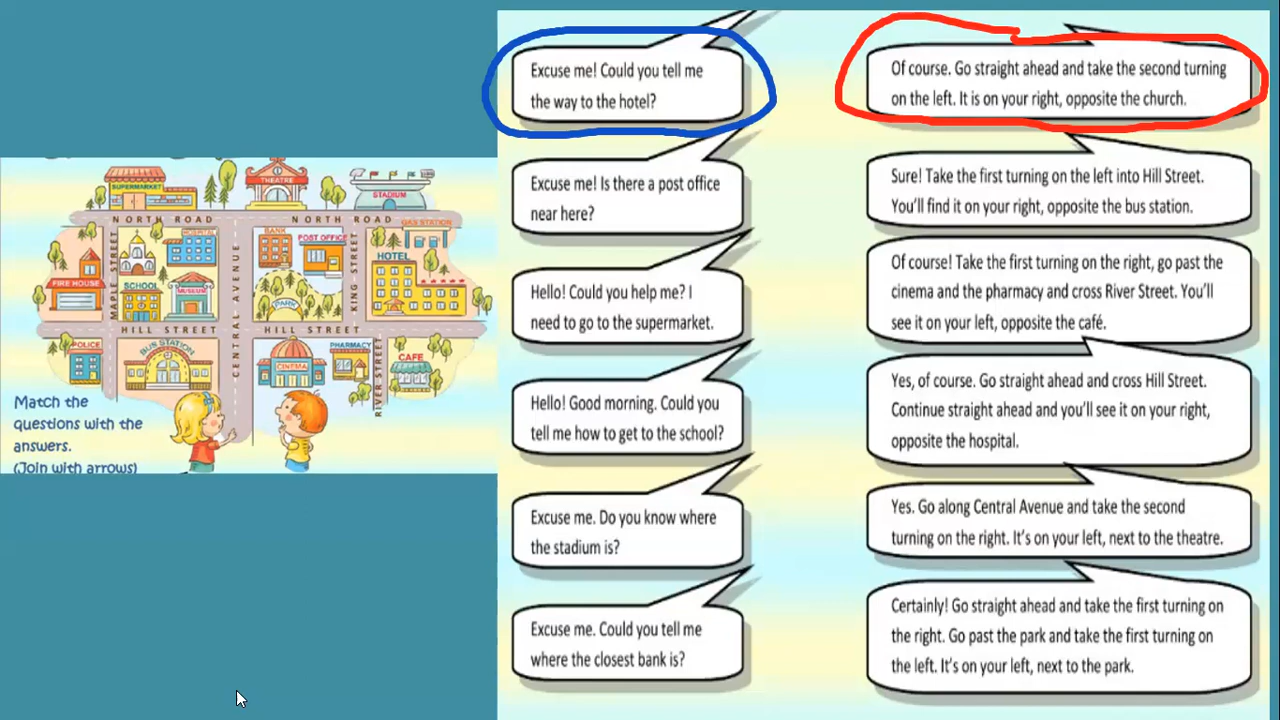 SUPERMARKET
THEATRE
STADIUM
NORTH ROAD
NORTH ROAD
GAS STATION
HOSPITAL
BANK
POST OFFICE
MAPLE STREET
CENTRAL AVENUE
KING STREET
HOTEL
FIRE HOUSE
SCHOOL
MUSEUM
PARK
HILL STREET
HILL STREET
POLICE
BUS STATION
CINEMA
PHARMACY
RIVER STREET
CAFE
Match the
questions with the
answers.
(Join with arrows)
Excuse me! Could you tell me
the way to the hotel?
Excuse me! Is there a post office
near here?
Hello! Could you help me? I
need to go to the supermarket.
Hello! Good morning. Could you
tell me how to get to the school?
Excuse me. Do you know where
the stadium is?
Excuse me. Could you tell me
where the closest bank is?
Of course. Go straight ahead and take the second turning
on the left. It is on your right, opposite the church.
Sure! Take the first turning on the left into Hill Street.
You'll find it on your right, opposite the bus station.
Of course! Take the first turning on the right, go past the
cinema and the pharmacy and cross River Street. You'll
see it on your left, opposite the café.
Yes, of course. Go straight ahead and cross Hill Street.
Continue straight ahead and you'll see it on your right,
opposite the hospital.
Yes. Go along Central Avenue and take the second
turning on the right. It's on your left, next to the theatre.
Certainly! Go straight ahead and take the first turning on
the right. Go past the park and take the first turning on
the left. It's on your left, next to the park.